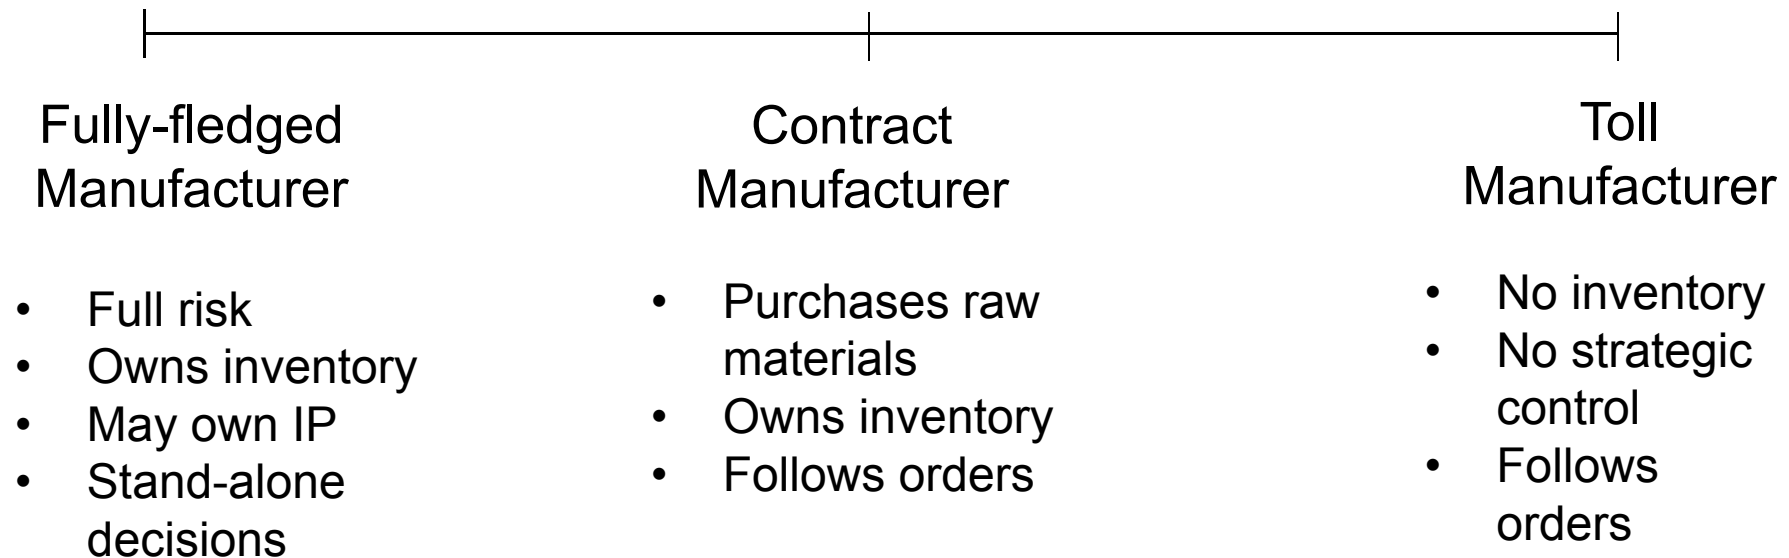 Fully-fledged
Manufacturer
• Full risk
• Owns inventory
• May own IP
• Stand-alone
decisions
Contract
Manufacturer
• Purchases raw
materials
• Owns inventory
• Follows orders
Toll
Manufacturer
• No inventory
• No strategic
control
• Follows
orders